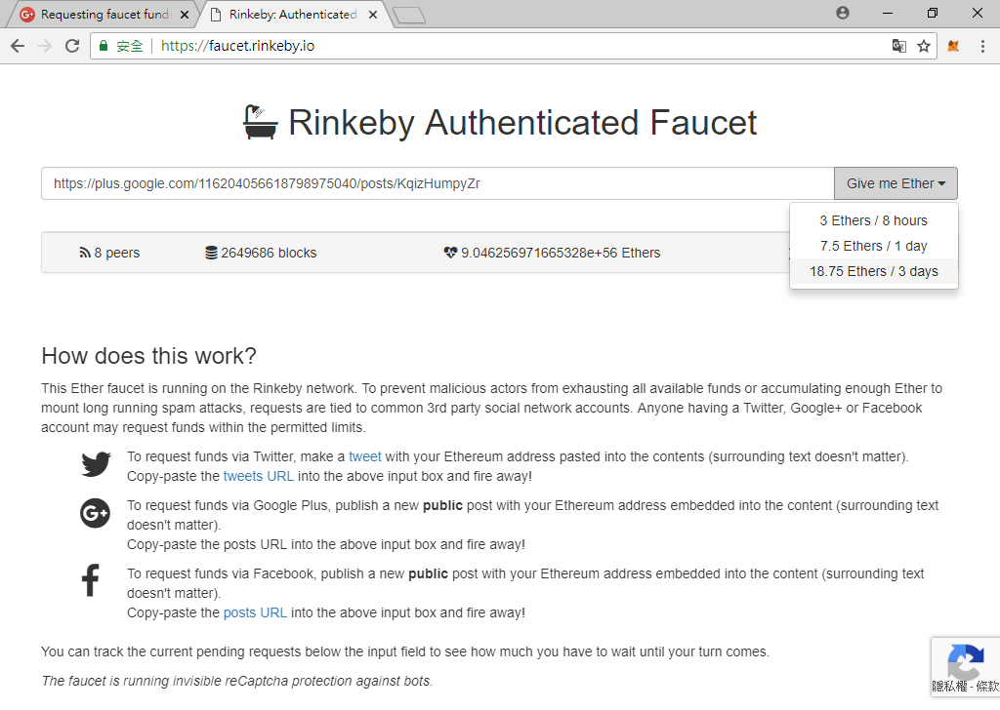 Requesting faucet fund
Rinkeby: Authenticated
安全
https://faucet.rinkeby.io
Rinkeby Authenticated Faucet
https://plus.google.com/116204056618798975040/posts/KqizHumpyZr
Give me Ether
3 Ethers / 8 hours
7.5 Ethers / 1 day
18.75 Ethers / 3 days
8 peers
2649686 blocks
9.046256971665328e+56 Ethers
How does this work?
This Ether faucet is running on the Rinkeby network. To prevent malicious actors from exhausting all available funds or accumulating enough Ether to
mount long running spam attacks, requests are tied to common 3rd party social network accounts. Anyone having a Twitter, Google+ or Facebook
account may request funds within the permitted limits.
To request funds via Twitter, make a tweet with your Ethereum address pasted into the contents (surrounding text doesn't matter).
Copy-paste the tweets URL into the above input box and fire away!
G+
To request funds via Google Plus, publish a new public post with your Ethereum address embedded into the content (surrounding text
doesn't matter).
Copy-paste the posts URL into the above input box and fire away!
To request funds via Facebook, publish a new public post with your Ethereum address embedded into the content (surrounding text
doesn't matter).
Copy-paste the posts URL into the above input box and fire away!
You can track the current pending requests below the input field to see how much you have to wait until your turn comes.
The faucet is running invisible reCaptcha protection against bots.
隱私權 - 條款